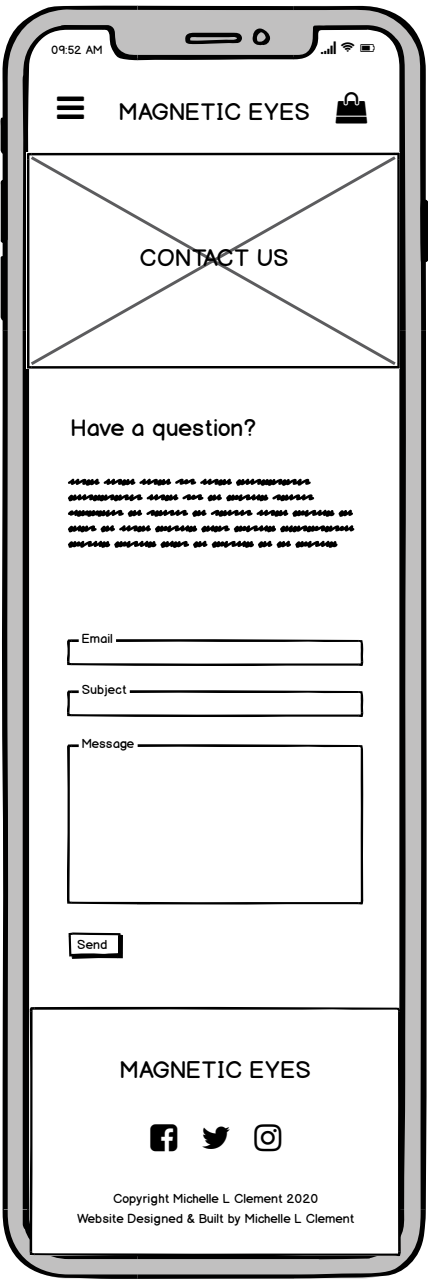 09:52 AM
MAGNETIC EYES
CONTACT US
Have a question?
Email
Subject
Message
Send
MAGNETIC EYES
Copyright Michelle L Clement 2020
Website Designed & Built by Michelle L Clement